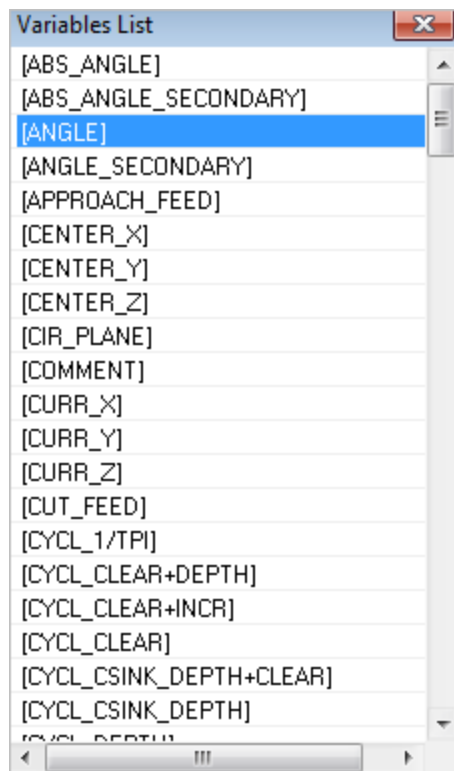 Variables List
[ABS_ANGLE]
[ABS_ANGLE_SECONDARY]
[ANGLE]
[ANGLE_SECONDARY]
[APPROACH_FEED]
[CENTER_X]
[CENTER_Y]
[CENTER_Z]
[CIR_PLANE]
[COMMENT]
[CURR_X]
[CURR_Y]
[CURR_Z]
[CUT_FEED]
[CYCL_1/TPI]
[CYCL_CLEAR+DEPTH]
[CYCL_CLEAR+INCR]
[CYCL_CLEAR]
[CYCL_CSINK_DEPTH+CLEAR]
[CYCL_CSINK_DEPTH]